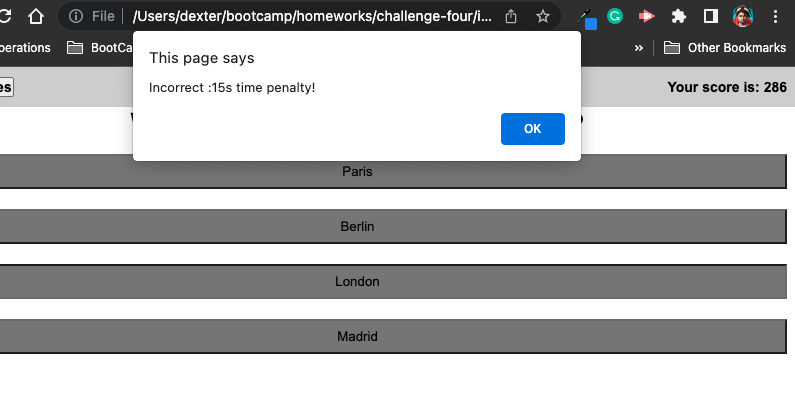 File /Users/dexter/bootcamp/homeworks/challenge-four/i...
perations BootCa » Other Bookmarks
This page says
Incorrect :15s time penalty!
OK
es Your score is: 286
Paris
Berlin
London
Madrid